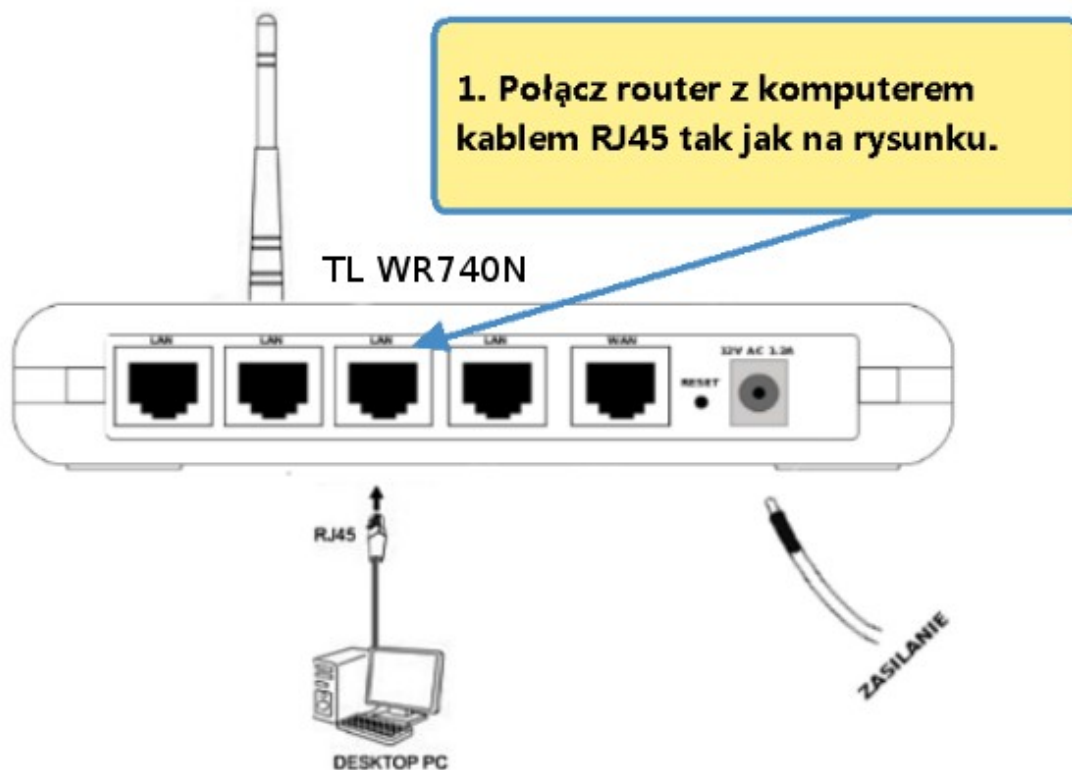 1. Połącz router z komputerem
kablem RJ45 tak jak na rysunku.
TL WR740N
LAN
LAN
LAN
LAN
WAN
RESET
12V AC 1.2A
RJ45
ZASILANIE
DESKTOP PC